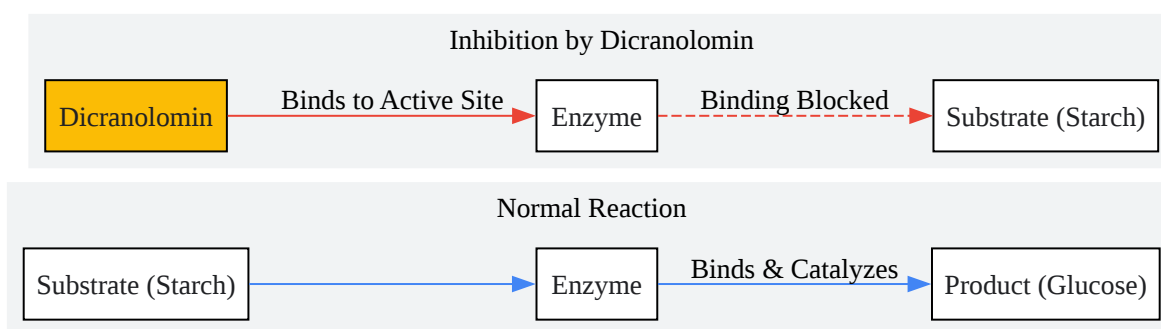 Inhibition by Dicranolomin
Dicranolomin
Binds to Active Site
Enzyme
Binding Blocked
Substrate (Starch)
Normal Reaction
Substrate (Starch)
Enzyme
Binds & Catalyzes
Product (Glucose)